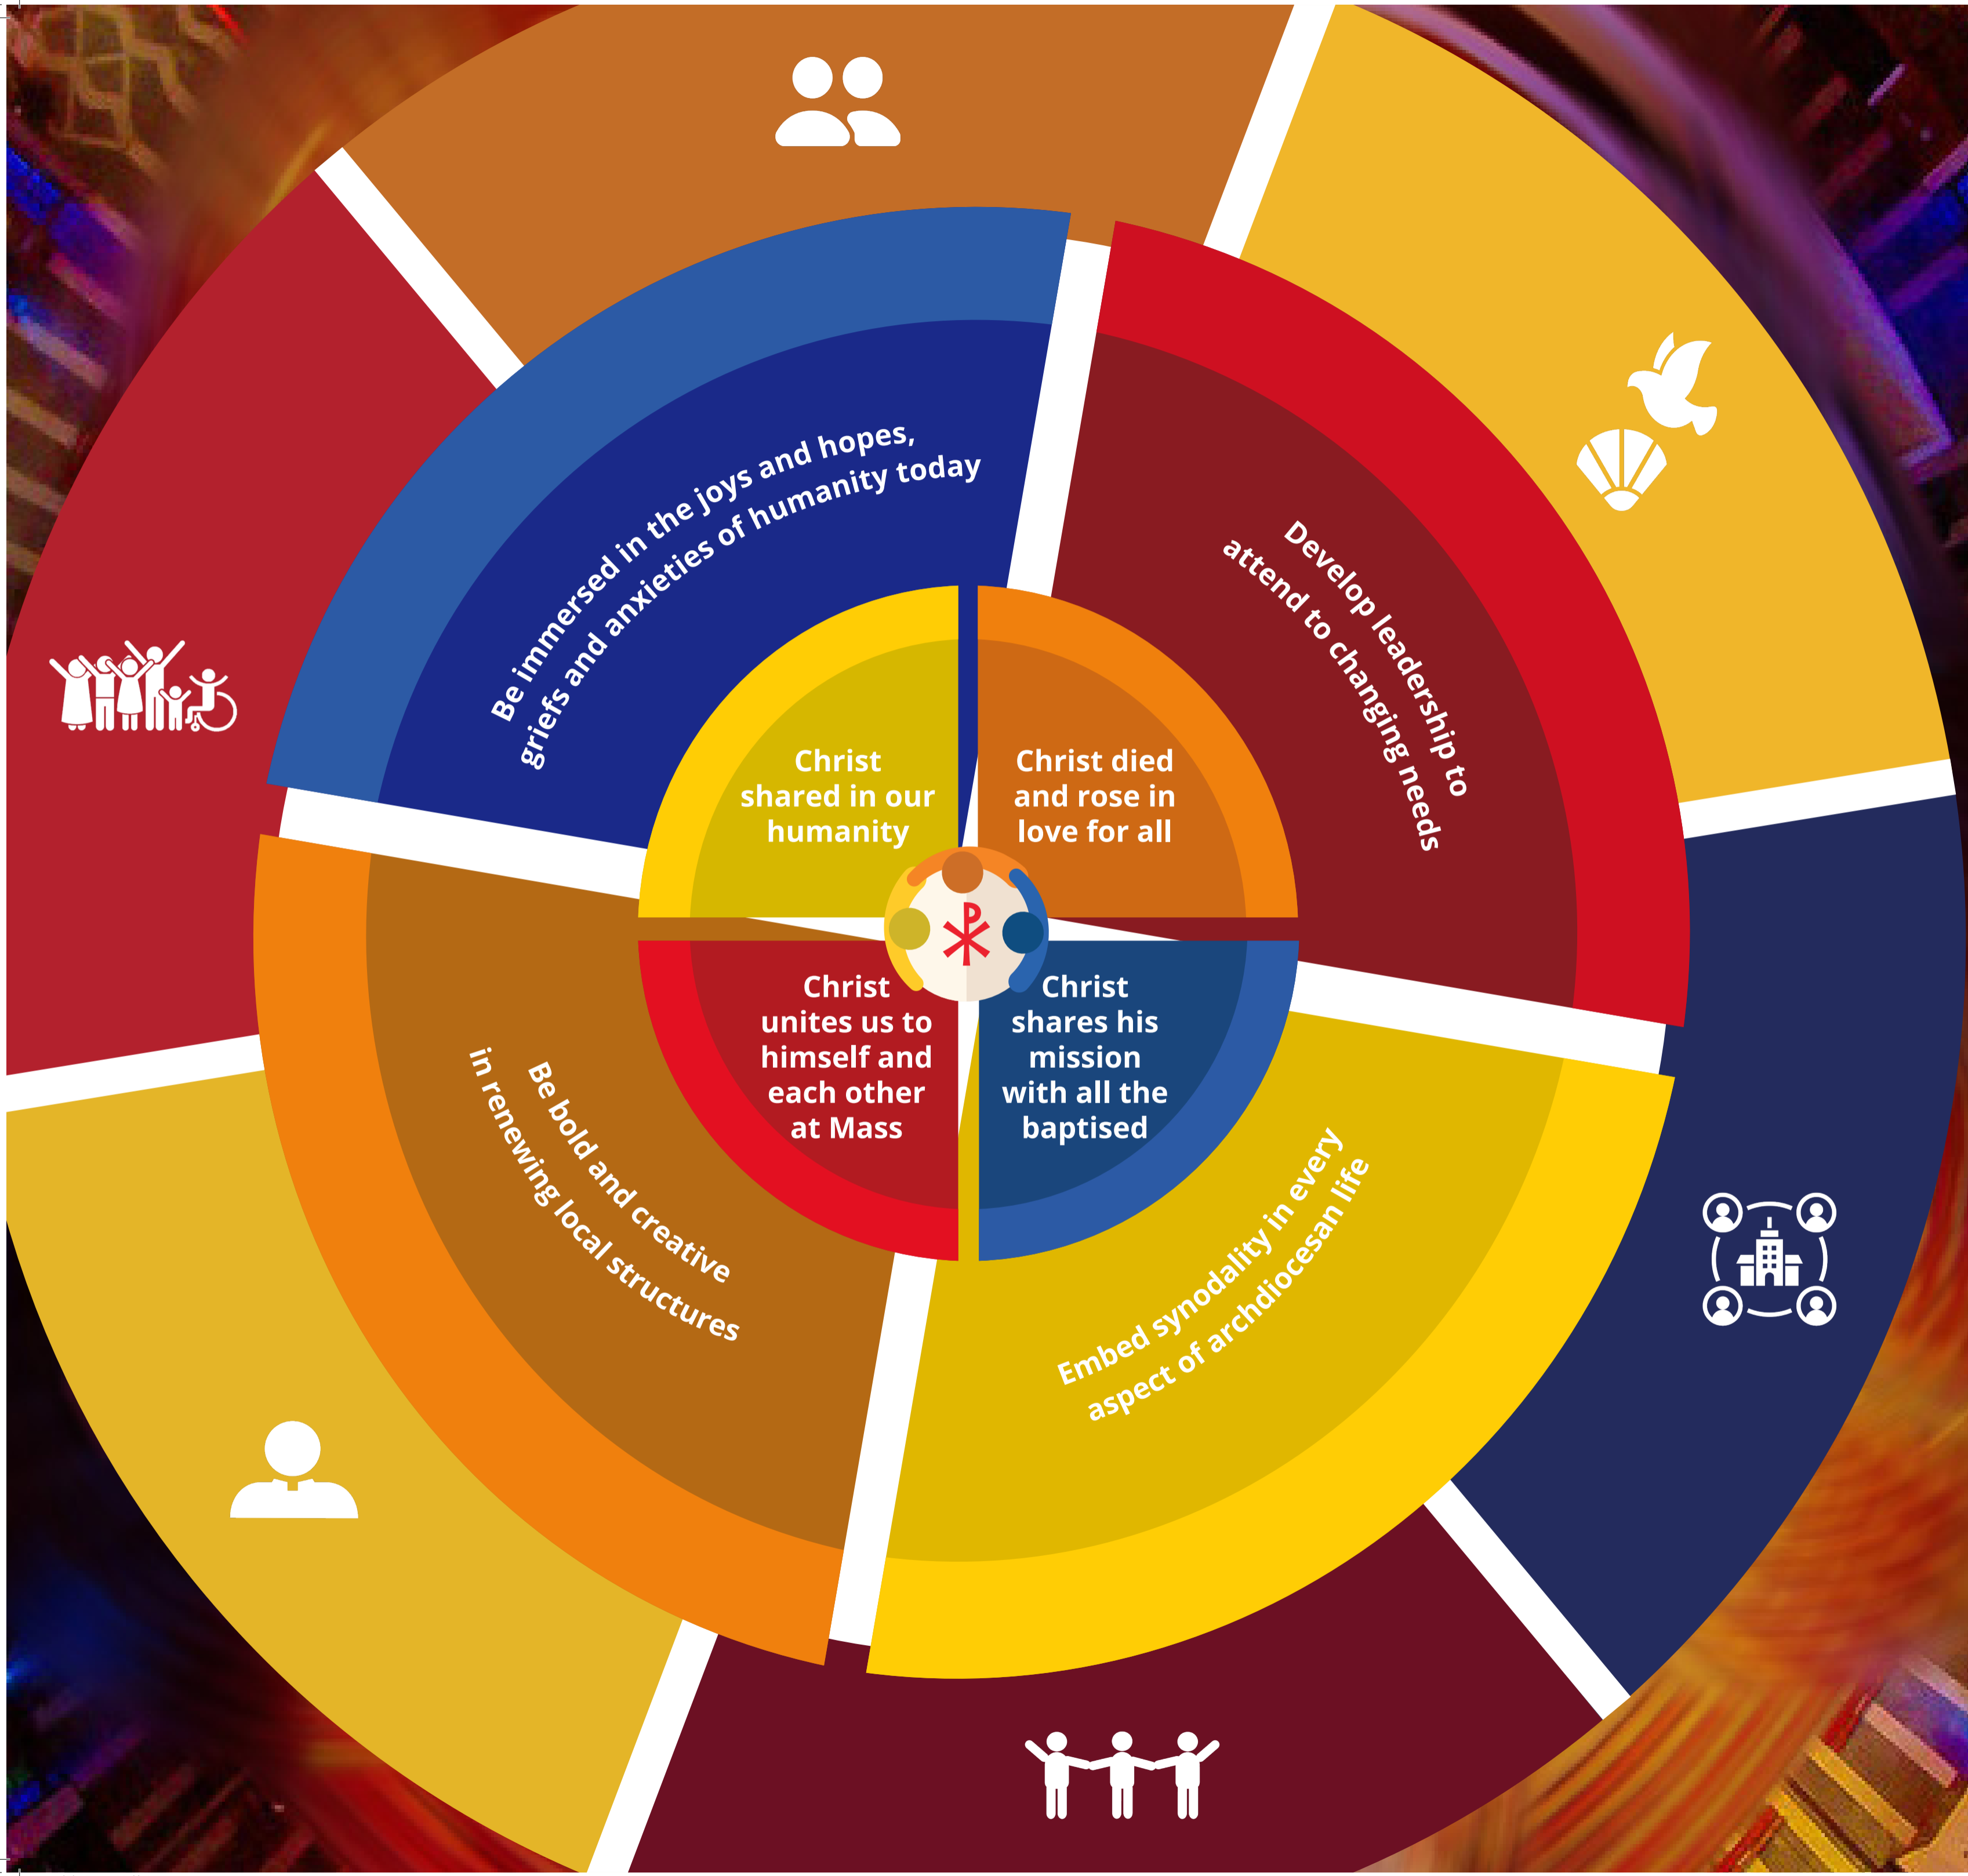 Be immersed in the joys and hopes,
griefs and anxieties of humanity today
Develop leadership to
attend to changing needs
Christ
shared in our
humanity
Christ died
and rose in
love for all
Christ
unites us to
himself and
each other
at Mass
Christ
shares his
mission
with all the
baptised
Be bold and creative
in renewing local structures
Embed synodality in every
aspect of archdiocesan life